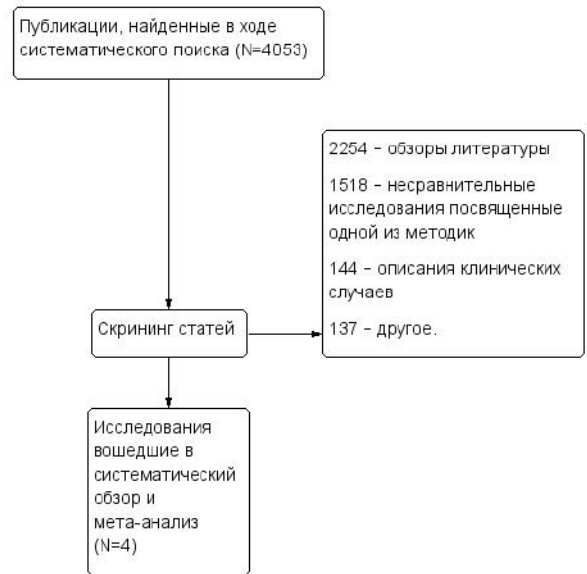 Публикации, найденные в ходе
систематического поиска (N=4053)
2254 – обзоры литературы
1518 – несравнительные
исследования посвященные
одной из методик
144 – описания клинических
случаев
137 – другое.
Скрининг статей
Исследования
вошедшие в
систематический
обзор и
мета-анализ
(N=4)